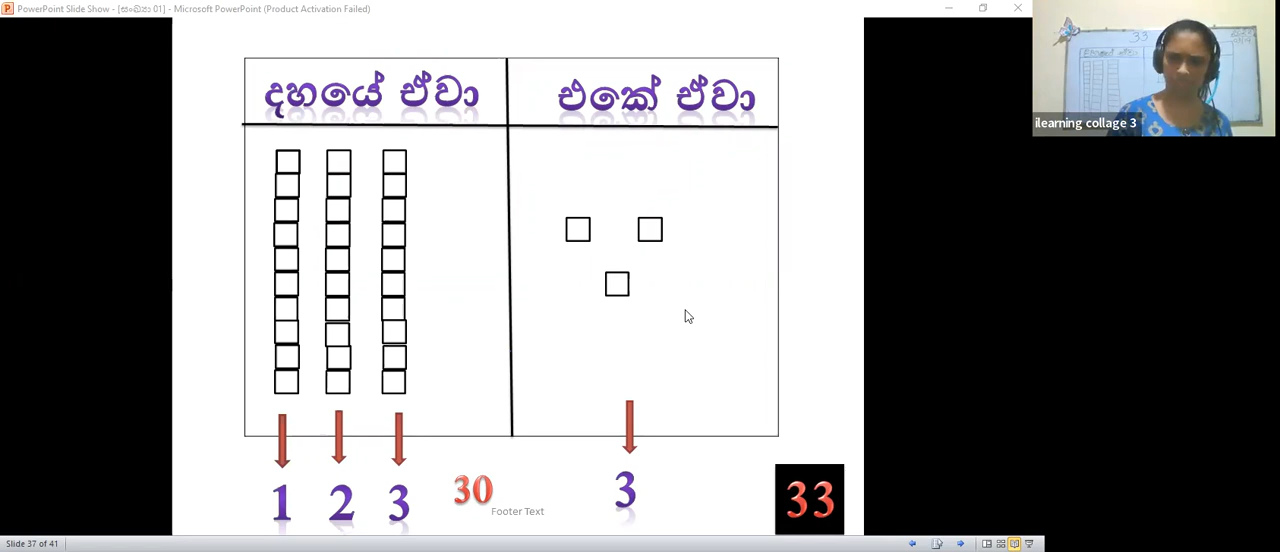 PowerPoint Slide Show - [සංඛ්‍යා 01] - Microsoft PowerPoint (Product Activation Failed)
දහයේ ඒවා
එකේ ඒවා
33
ilearning collage 3
1 2 3 30 3 33
Footer Text
Slide 37 of 41